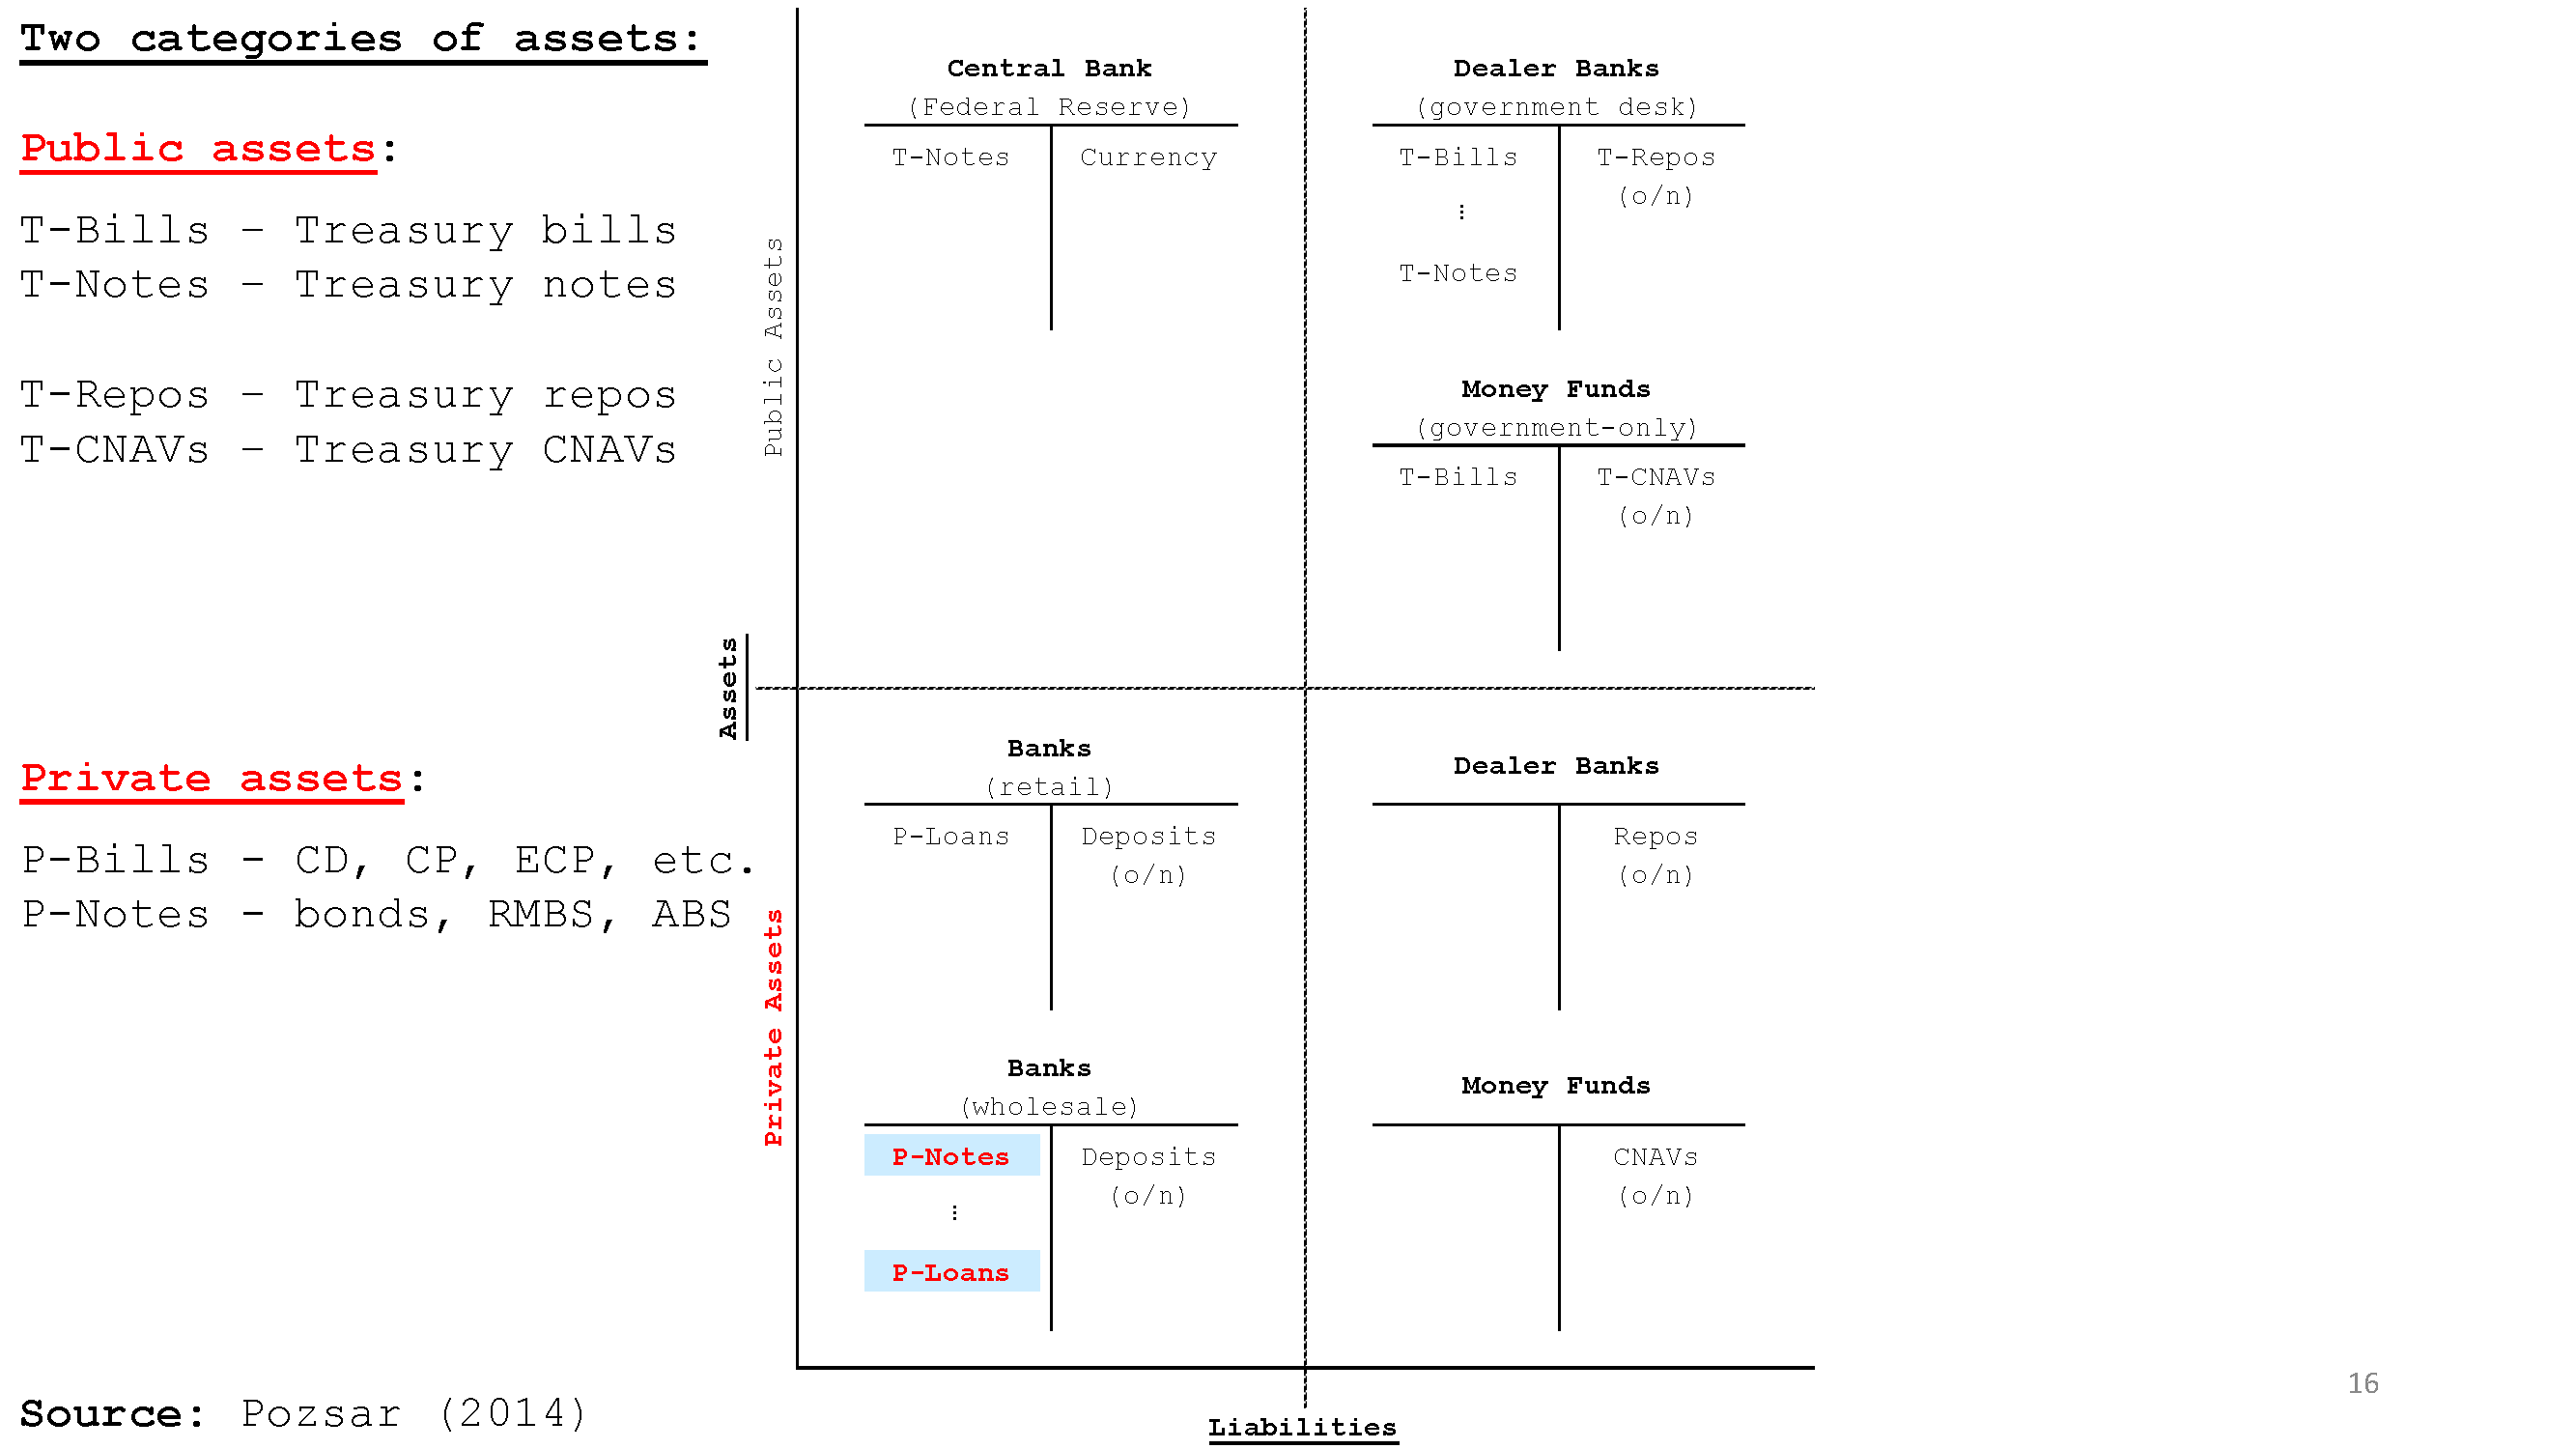 Two categories of assets:
Public assets:
T-Bills – Treasury bills
T-Notes – Treasury notes
T-Repos – Treasury repos
T-CNAVs – Treasury CNAVs
Private assets:
P-Bills - CD, CP, ECP, etc.
P-Notes - bonds, RMBS, ABS
Source: Pozsar (2014)
Assets
Public Assets
Private Assets
Central Bank
(Federal Reserve)
T-Notes
Currency
Dealer Banks
(government desk)
T-Bills
⋮
T-Notes
T-Repos
(o/n)
Money Funds
(government-only)
T-Bills
T-CNAVs
(o/n)
Banks
(retail)
P-Loans
Deposits
(o/n)
Dealer Banks
Repos
(o/n)
Banks
(wholesale)
P-Notes
⋮
P-Loans
Deposits
(o/n)
Money Funds
CNAVs
(o/n)
Liabilities
16